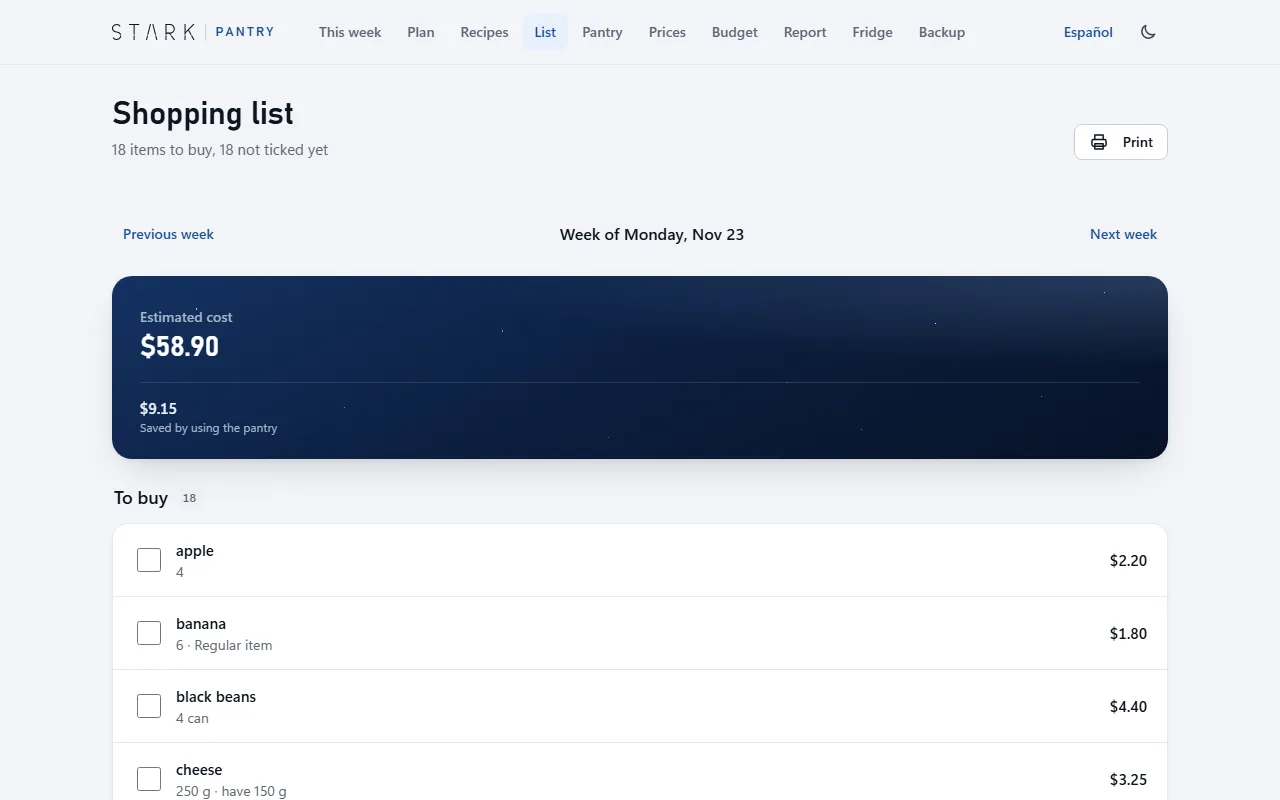 STARK PANTRY This week Plan Recipes List Pantry Prices Budget Report Fridge Backup Español
Shopping list
18 items to buy, 18 not ticked yet
Print
Previous week Week of Monday, Nov 23 Next week
Estimated cost
$58.90
$9.15
Saved by using the pantry
To buy 18
apple
4
$2.20
banana
6 · Regular item
$1.80
black beans
4 can
$4.40
cheese
250 g · have 150 g
$3.25